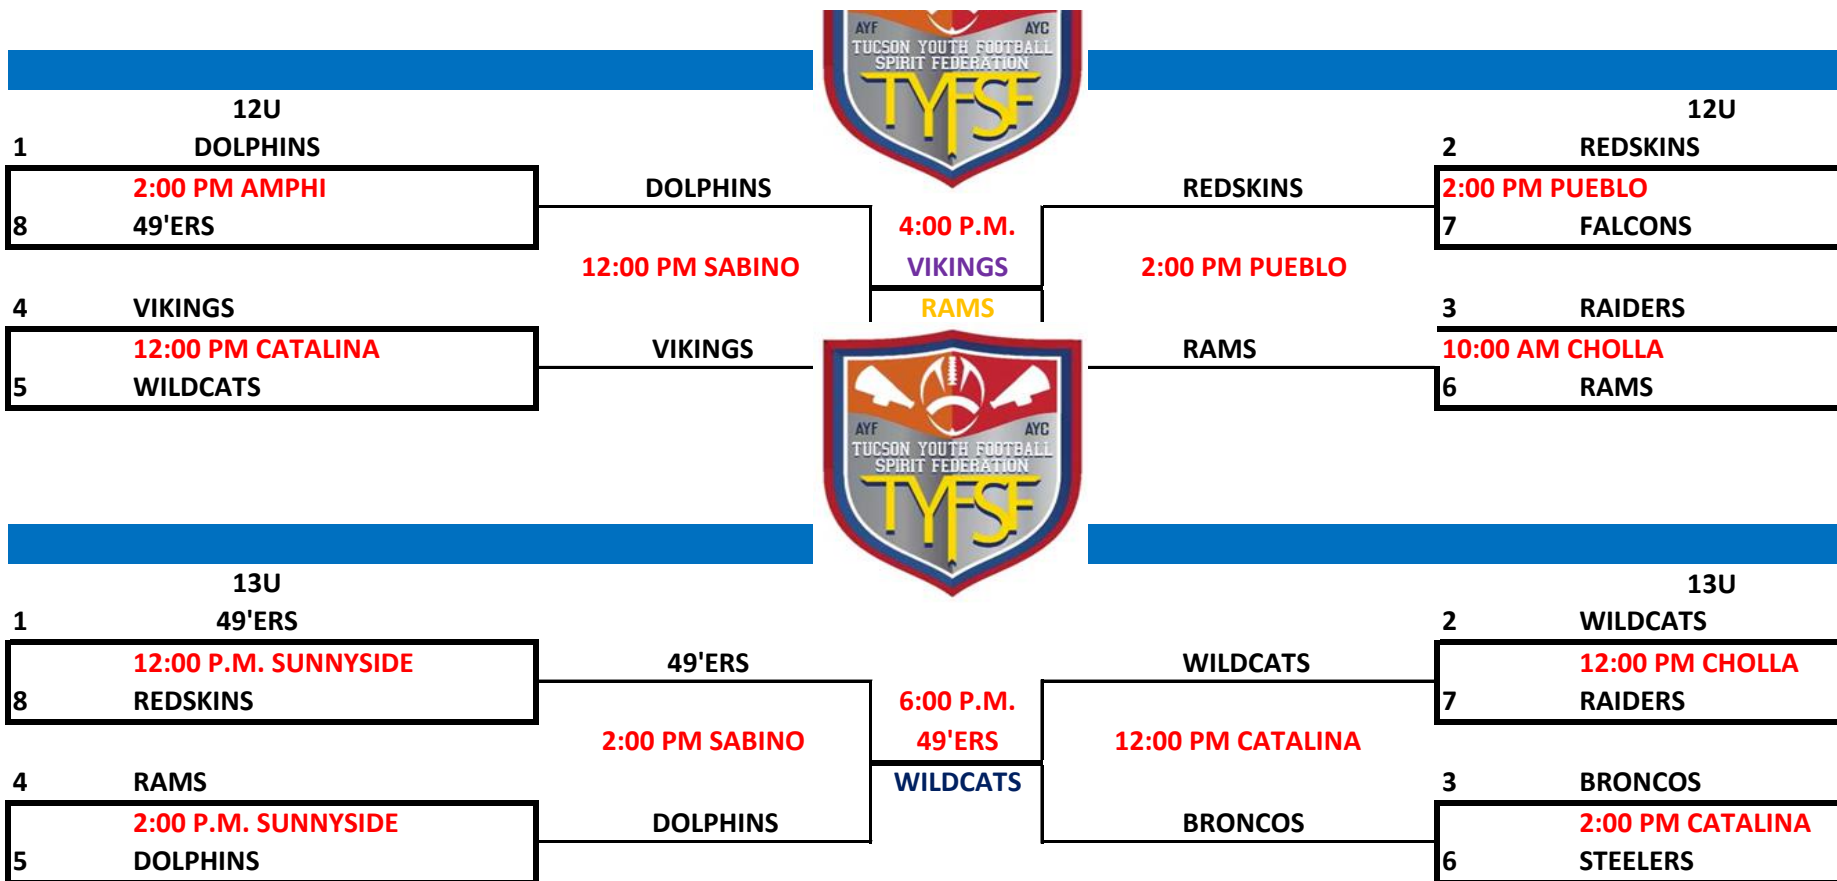 AYF AYC
TUCSON YOUTH FOOTBALL
SPIRIT FEDERATION
TYFSF
12U 12U
1 DOLPHINS 2 REDSKINS
2:00 PM AMPHI DOLPHINS REDSKINS 2:00 PM PUEBLO
8 49'ERS 4:00 P.M. 7 FALCONS
12:00 PM SABINO VIKINGS 2:00 PM PUEBLO
4 VIKINGS RAMS 3 RAIDERS
12:00 PM CATALINA VIKINGS RAMS 10:00 AM CHOLLA
5 WILDCATS 6 RAMS
AYF AYC
TUCSON YOUTH FOOTBALL
SPIRIT FEDERATION
TYFSF
13U 13U
1 49'ERS 2 WILDCATS
12:00 P.M. SUNNYSIDE 49'ERS WILDCATS 12:00 PM CHOLLA
8 REDSKINS 6:00 P.M. 7 RAIDERS
2:00 PM SABINO 49'ERS 12:00 PM CATALINA
4 RAMS WILDCATS 3 BRONCOS
2:00 P.M. SUNNYSIDE DOLPHINS BRONCOS 2:00 PM CATALINA
5 DOLPHINS 6 STEELERS